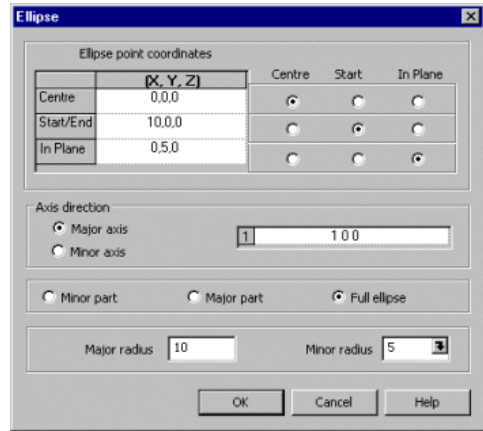 Ellipse
Ellipse point coordinates
(X, Y, Z) Centre Start In Plane
Centre 0,0,0
Start/End 10,0,0
In Plane 0,5,0
Axis direction
Major axis
1 1 0 0
Minor axis
Minor part Major part Full ellipse
Major radius 10 Minor radius 5
OK Cancel Help